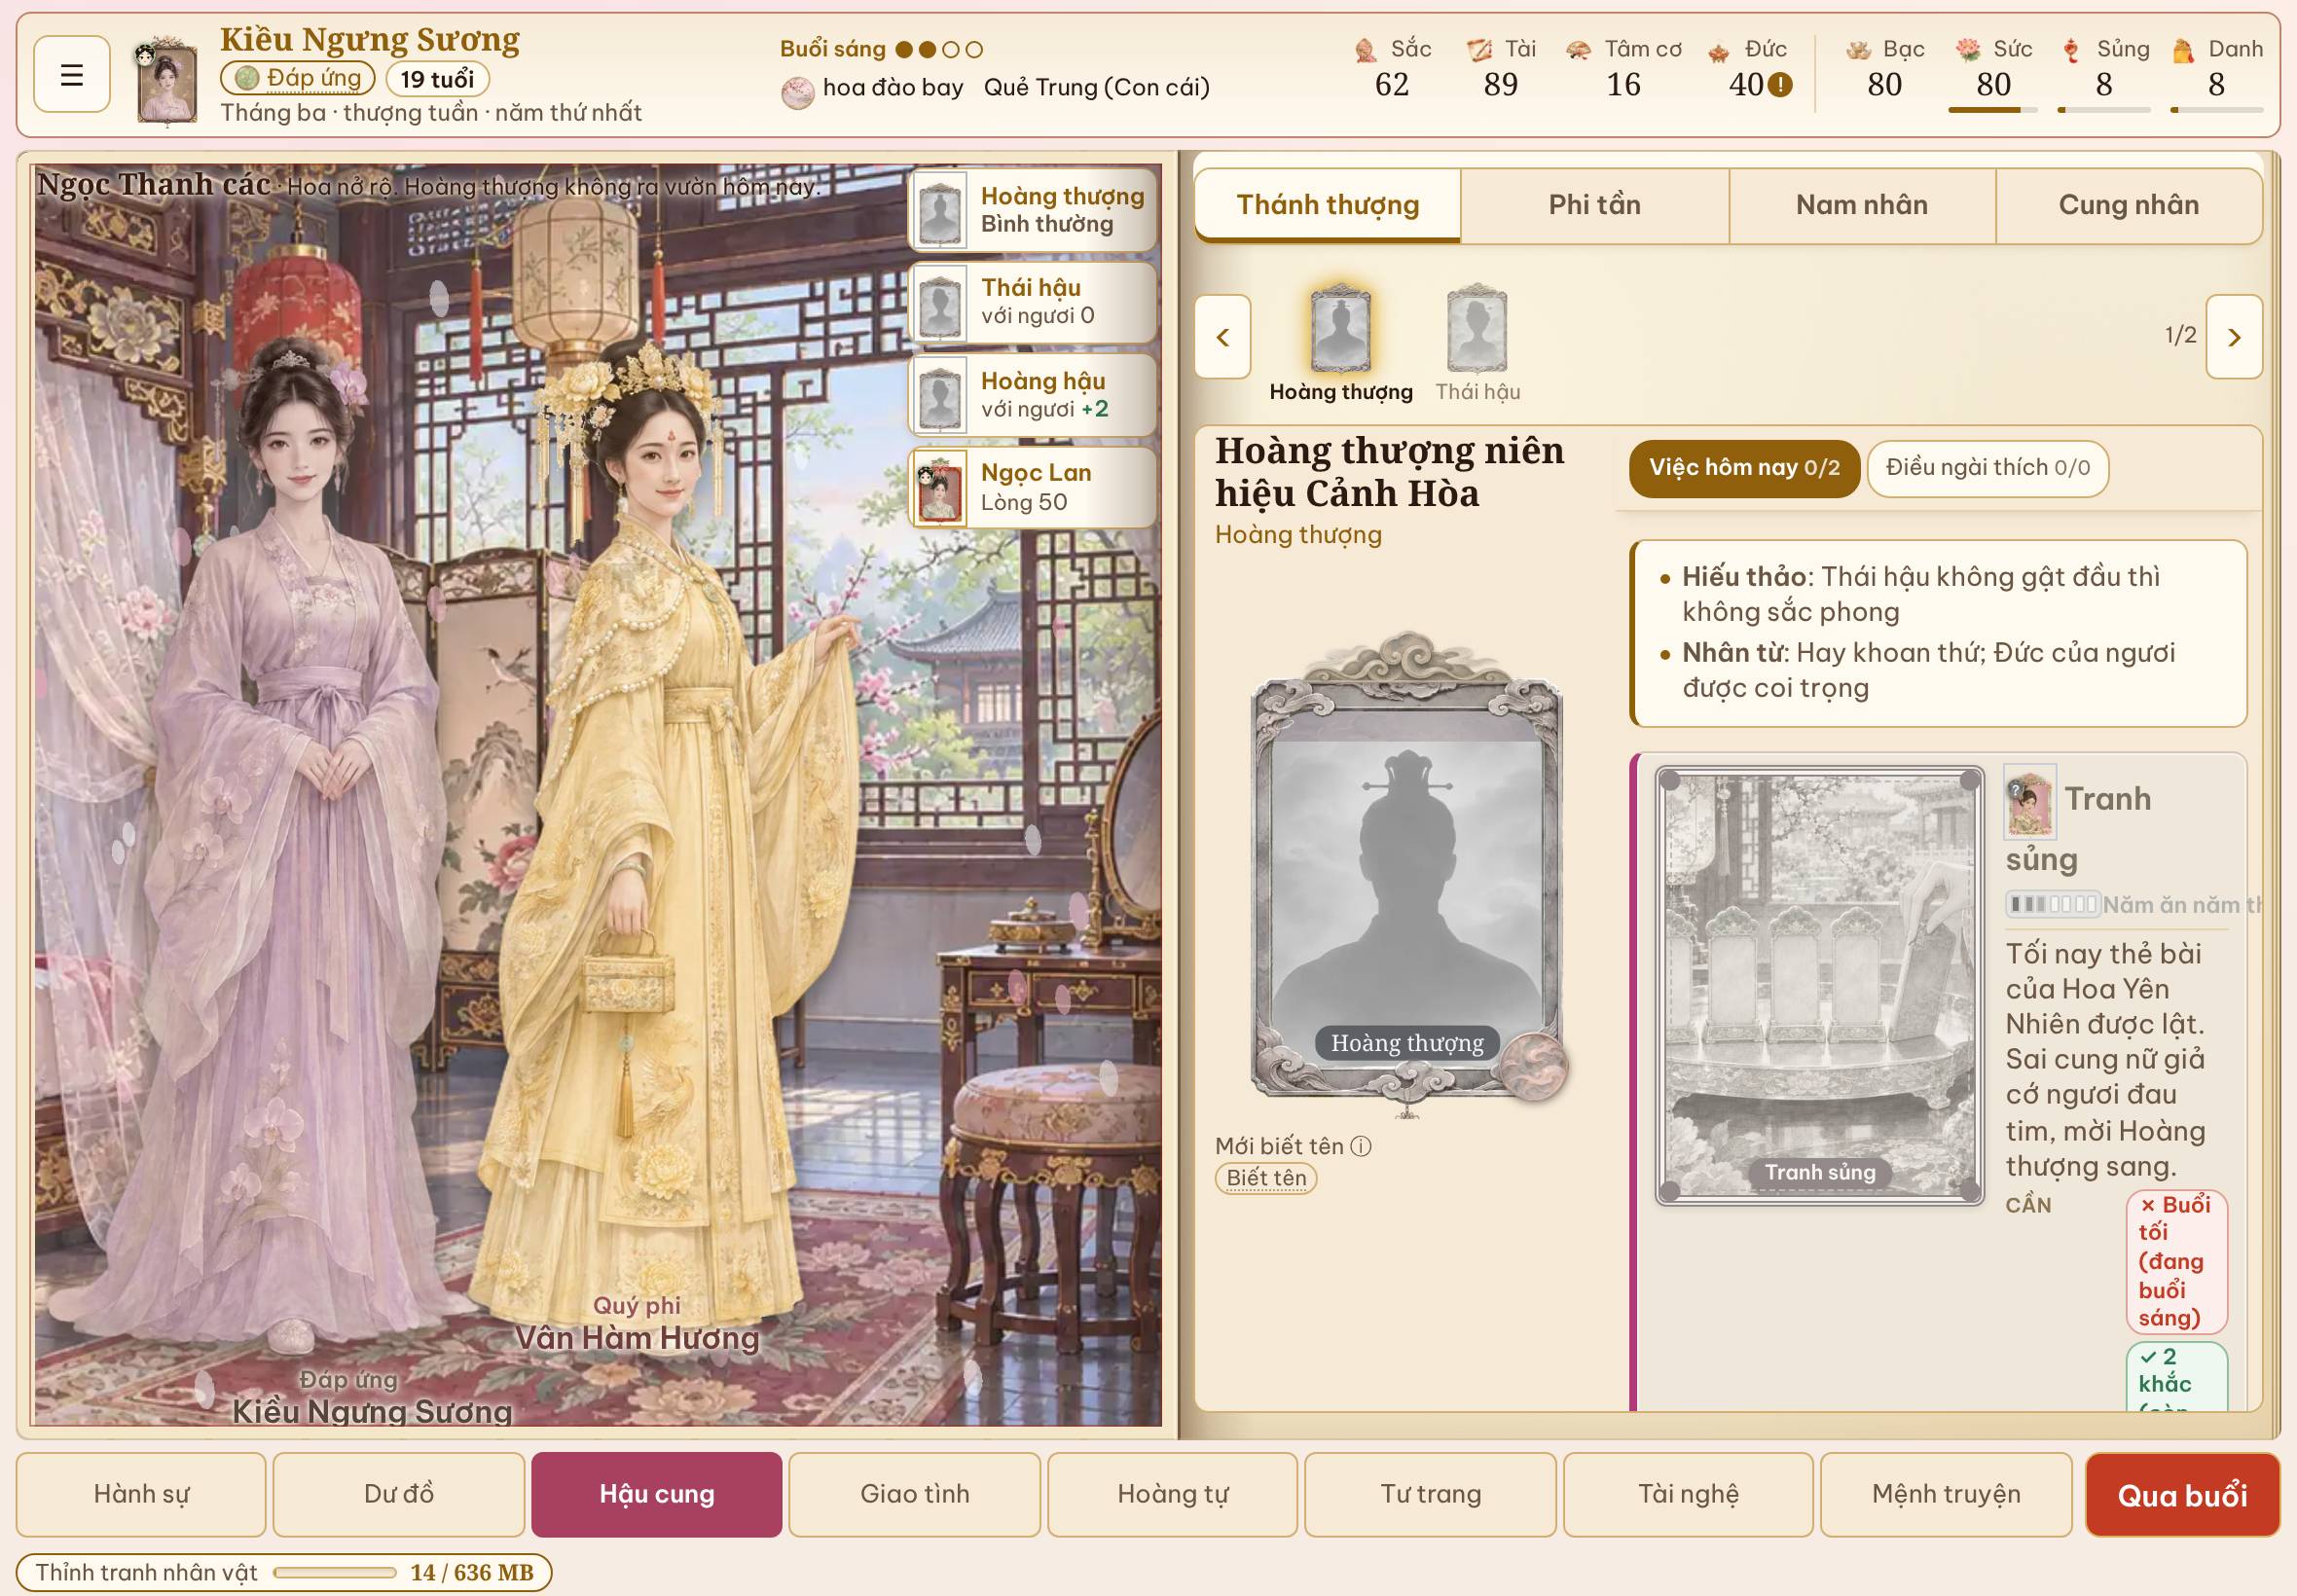 ☰
Kiều Ngưng Sương
Đáp ứng
19 tuổi
Tháng ba · thượng tuần · năm thứ nhất
Buổi sáng
hoa đào bay
Quẻ Trung (Con cái)
Sắc
62
Tài
89
Tâm cơ
16
Đức
40
!
Bạc
80
Sức
80
Sủng
8
Danh
8
Ngọc Thanh các · Hoa nở rộ. Hoàng thượng không ra vườn hôm nay.
Hoàng thượng
Bình thường
Thái hậu
với ngươi 0
Hoàng hậu
với ngươi +2
Ngọc Lan
Lòng 50
Quý phi
Vân Hàm Hương
Đáp ứng
Kiều Ngưng Sương
Thánh thượng
Phi tần
Nam nhân
Cung nhân
‹
Hoàng thượng
Thái hậu
1/2
›
Hoàng thượng niên
hiệu Cảnh Hòa
Hoàng thượng
Hoàng thượng
Mới biết tên ⓘ
Biết tên
Việc hôm nay 0/2
Điều ngài thích 0/0
• Hiếu thảo: Thái hậu không gật đầu thì
không sắc phong
• Nhân từ: Hay khoan thứ; Đức của ngươi
được coi trọng
Tranh sủng
?
Tranh
sủng
Năm ăn năm th
Tối nay thẻ bài
của Hoa Yên
Nhiên được lật.
Sai cung nữ giả
cớ ngươi đau
tim, mời Hoàng
thượng sang.
CẦN
× Buổi
tối
(đang
buổi
sáng)
✓ 2
khắc
Hành sự
Dư đồ
Hậu cung
Giao tình
Hoàng tự
Tư trang
Tài nghệ
Mệnh truyện
Qua buổi
Thỉnh tranh nhân vật
14 / 636 MB